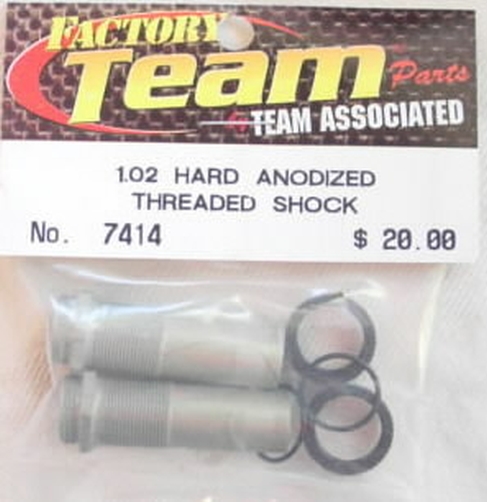 FACTORY
Team Parts
TEAM ASSOCIATED
1.02 HARD ANODIZED
THREADED SHOCK
No. 7414 $ 20.00